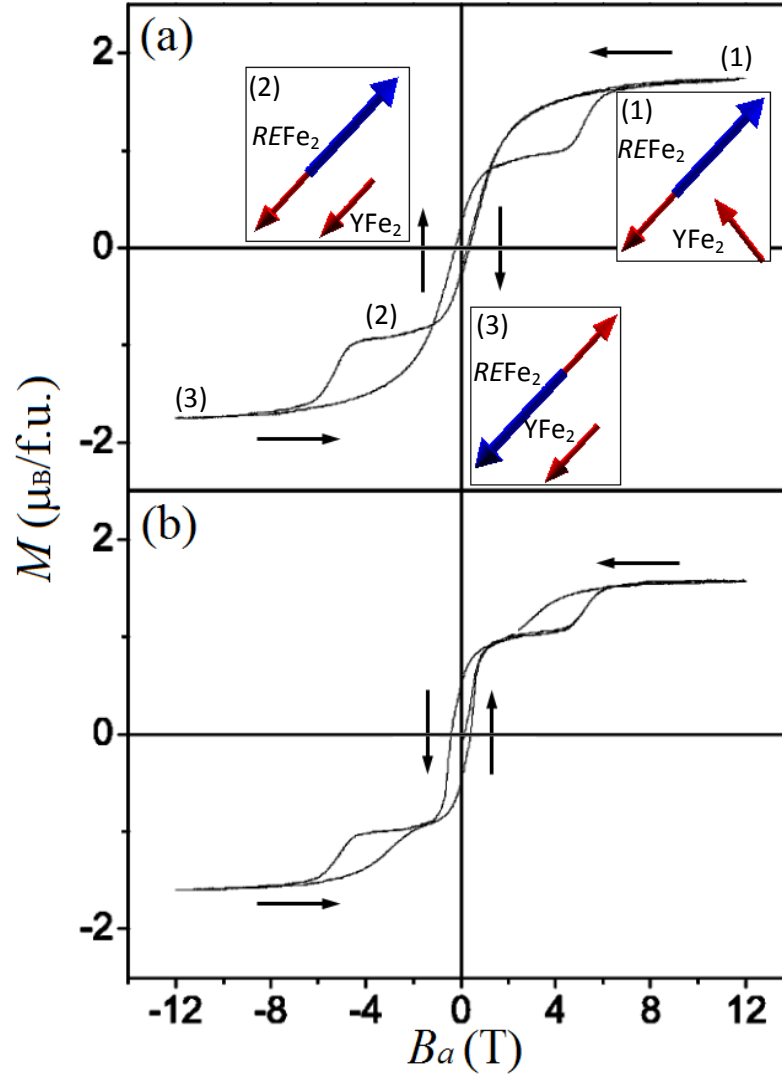 (a)
2
(1)
(2)
REFe₂
YFe₂
(1)
REFe₂
YFe₂
0
(2)
(3)
REFe₂
YFe₂
(3)
-2
M (μB/f.u.)
(b)
2
0
-2
-12 -8 -4 0 4 8 12
Ba (T)